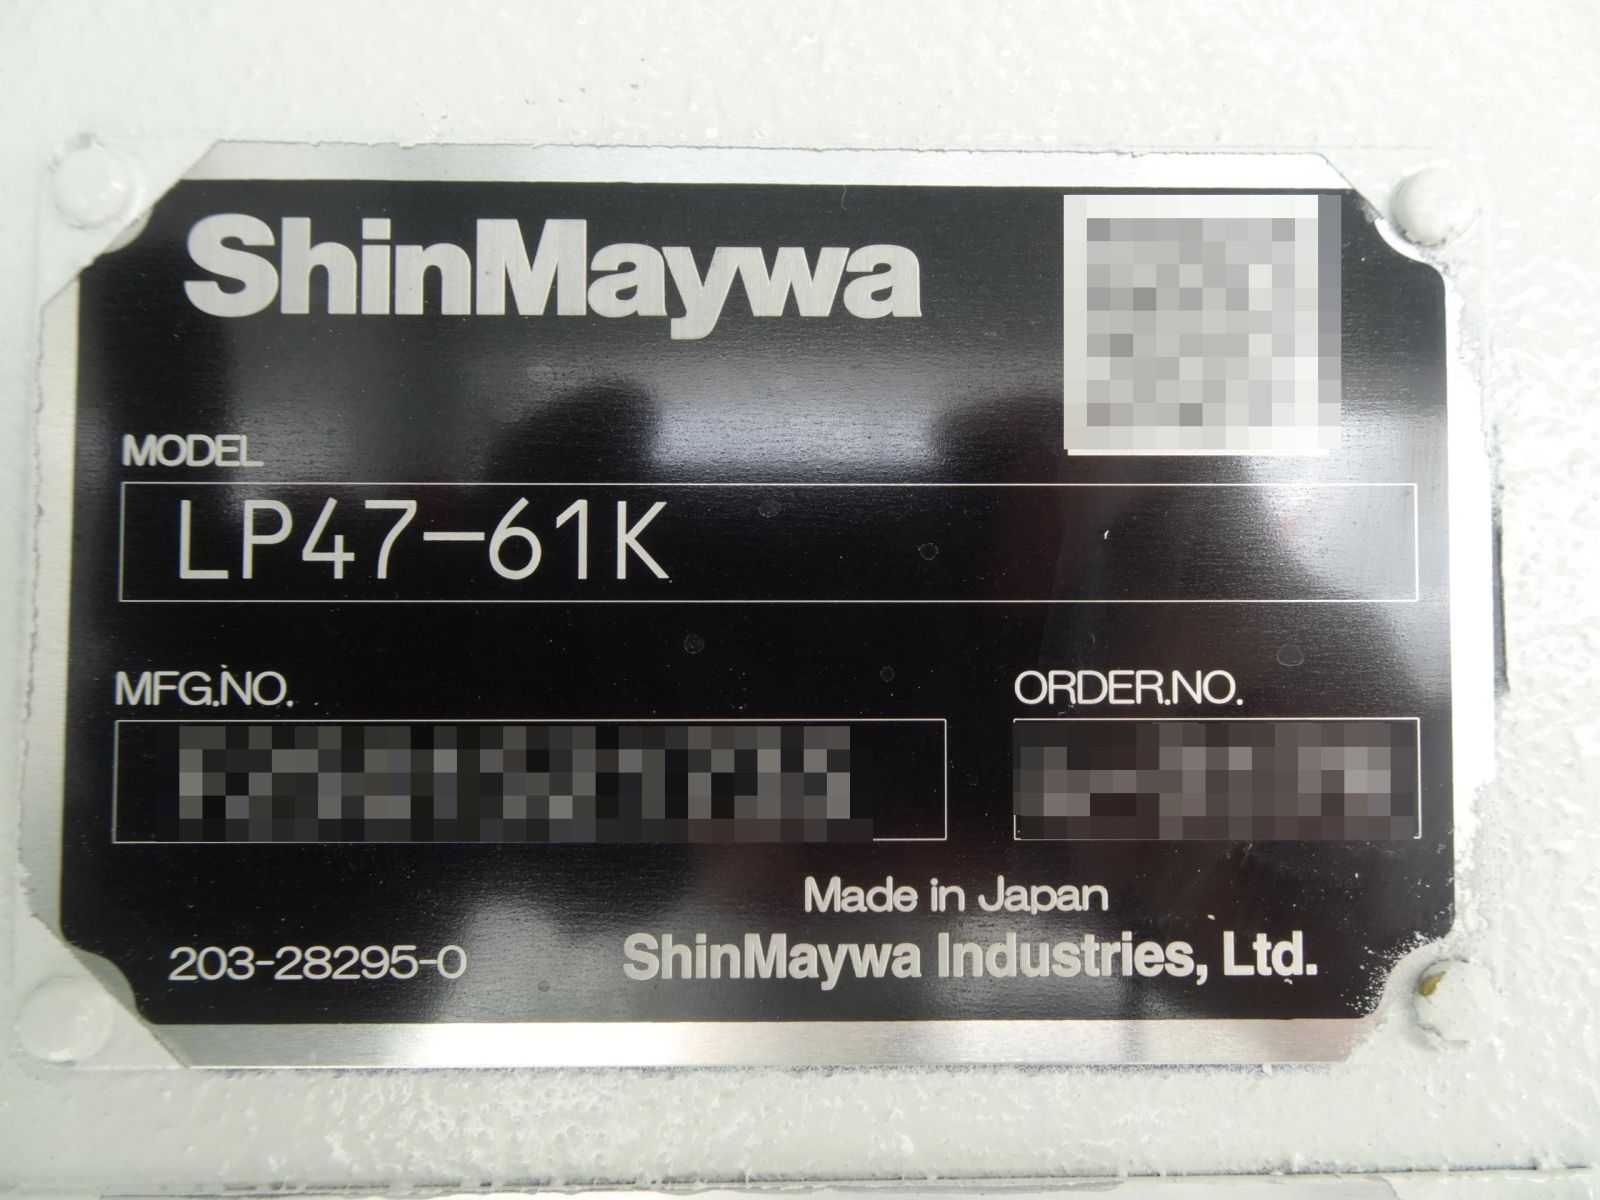 ShinMaywa
MODEL
LP47-61K
MFG.NO.
ORDER.NO.
Made in Japan
203-28295-0
ShinMaywa Industries, Ltd.